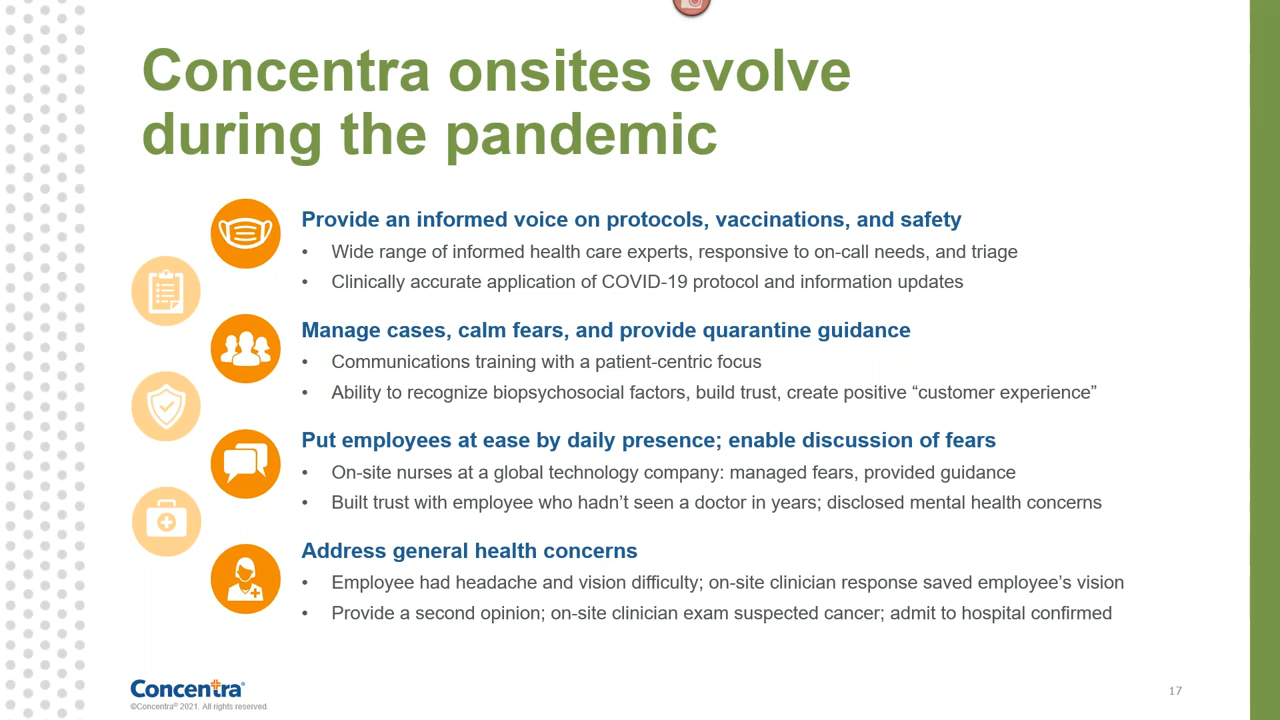 Concentra onsites evolve
during the pandemic
Provide an informed voice on protocols, vaccinations, and safety
• Wide range of informed health care experts, responsive to on-call needs, and triage
• Clinically accurate application of COVID-19 protocol and information updates
Manage cases, calm fears, and provide quarantine guidance
• Communications training with a patient-centric focus
• Ability to recognize biopsychosocial factors, build trust, create positive “customer experience”
Put employees at ease by daily presence; enable discussion of fears
• On-site nurses at a global technology company: managed fears, provided guidance
• Built trust with employee who hadn’t seen a doctor in years; disclosed mental health concerns
Address general health concerns
• Employee had headache and vision difficulty; on-site clinician response saved employee’s vision
• Provide a second opinion; on-site clinician exam suspected cancer; admit to hospital confirmed
Concentra®
©Concentra® 2021. All rights reserved.
17